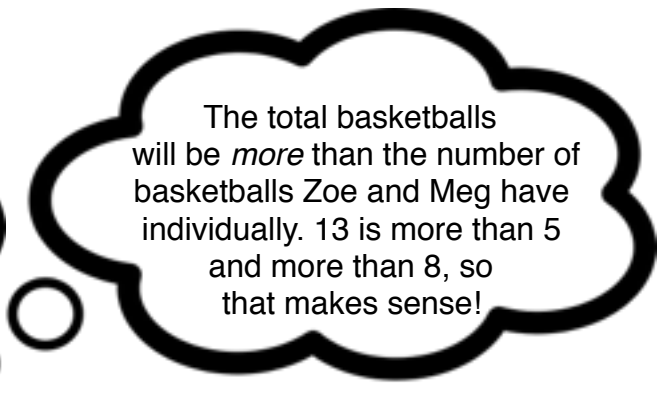 The total basketballs
will be more than the number of
basketballs Zoe and Meg have
individually. 13 is more than 5
and more than 8, so
that makes sense!